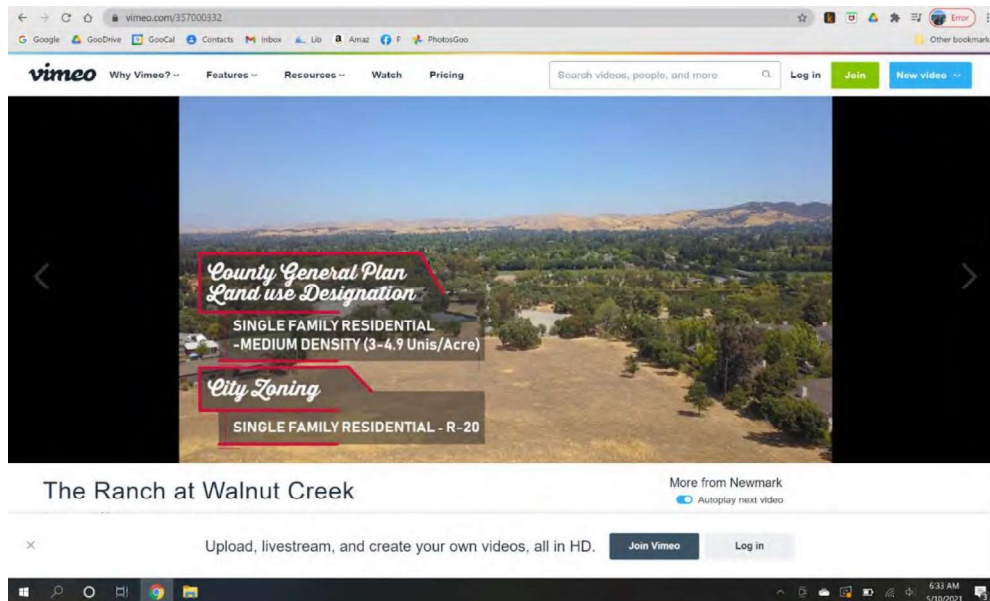 vimeo.com/357000332
Error
Google GooDrive GooCal Contacts Inbox Lib Amaz F PhotosGoo
Other bookmark
vimeo Why Vimeo? Features Resources Watch Pricing Search videos, people, and more Log in Join New video
County General Plan
Land use Designation
SINGLE FAMILY RESIDENTIAL
-MEDIUM DENSITY (3-4.9 Unis/Acre)
City Zoning
SINGLE FAMILY RESIDENTIAL - R-20
The Ranch at Walnut Creek
More from Newmark
Autoplay next video
Upload, livestream, and create your own videos, all in HD. Join Vimeo Log in
6:33 AM
5/10/2021